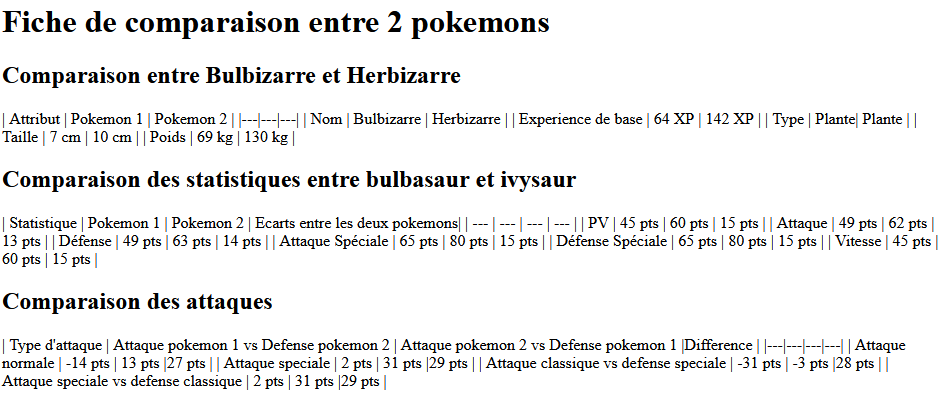 Fiche de comparaison entre 2 pokemons
Comparaison entre Bulbizarre et Herbizarre
| Attribut | Pokemon 1 | Pokemon 2 | |---|---|---| | Nom | Bulbizarre | Herbizarre | | Experience de base | 64 XP | 142 XP | | Type | Plante| Plante | |
Taille | 7 cm | 10 cm | | Poids | 69 kg | 130 kg |
Comparaison des statistiques entre bulbasaur et ivysaur
| Statistique | Pokemon 1 | Pokemon 2 | Ecarts entre les deux pokemons| | --- | --- | --- | --- | | PV | 45 pts | 60 pts | 15 pts | | Attaque | 49 pts | 62 pts |
13 pts | | Défense | 49 pts | 63 pts | 14 pts | | Attaque Spéciale | 65 pts | 80 pts | 15 pts | | Défense Spéciale | 65 pts | 80 pts | 15 pts | | Vitesse | 45 pts |
60 pts | 15 pts |
Comparaison des attaques
| Type d'attaque | Attaque pokemon 1 vs Defense pokemon 2 | Attaque pokemon 2 vs Defense pokemon 1 |Difference | |---|---|---|---| | Attaque
normale | -14 pts | 13 pts |27 pts | | Attaque speciale | 2 pts | 31 pts |29 pts | | Attaque classique vs defense speciale | -31 pts | -3 pts |28 pts | |
Attaque speciale vs defense classique | 2 pts | 31 pts |29 pts |